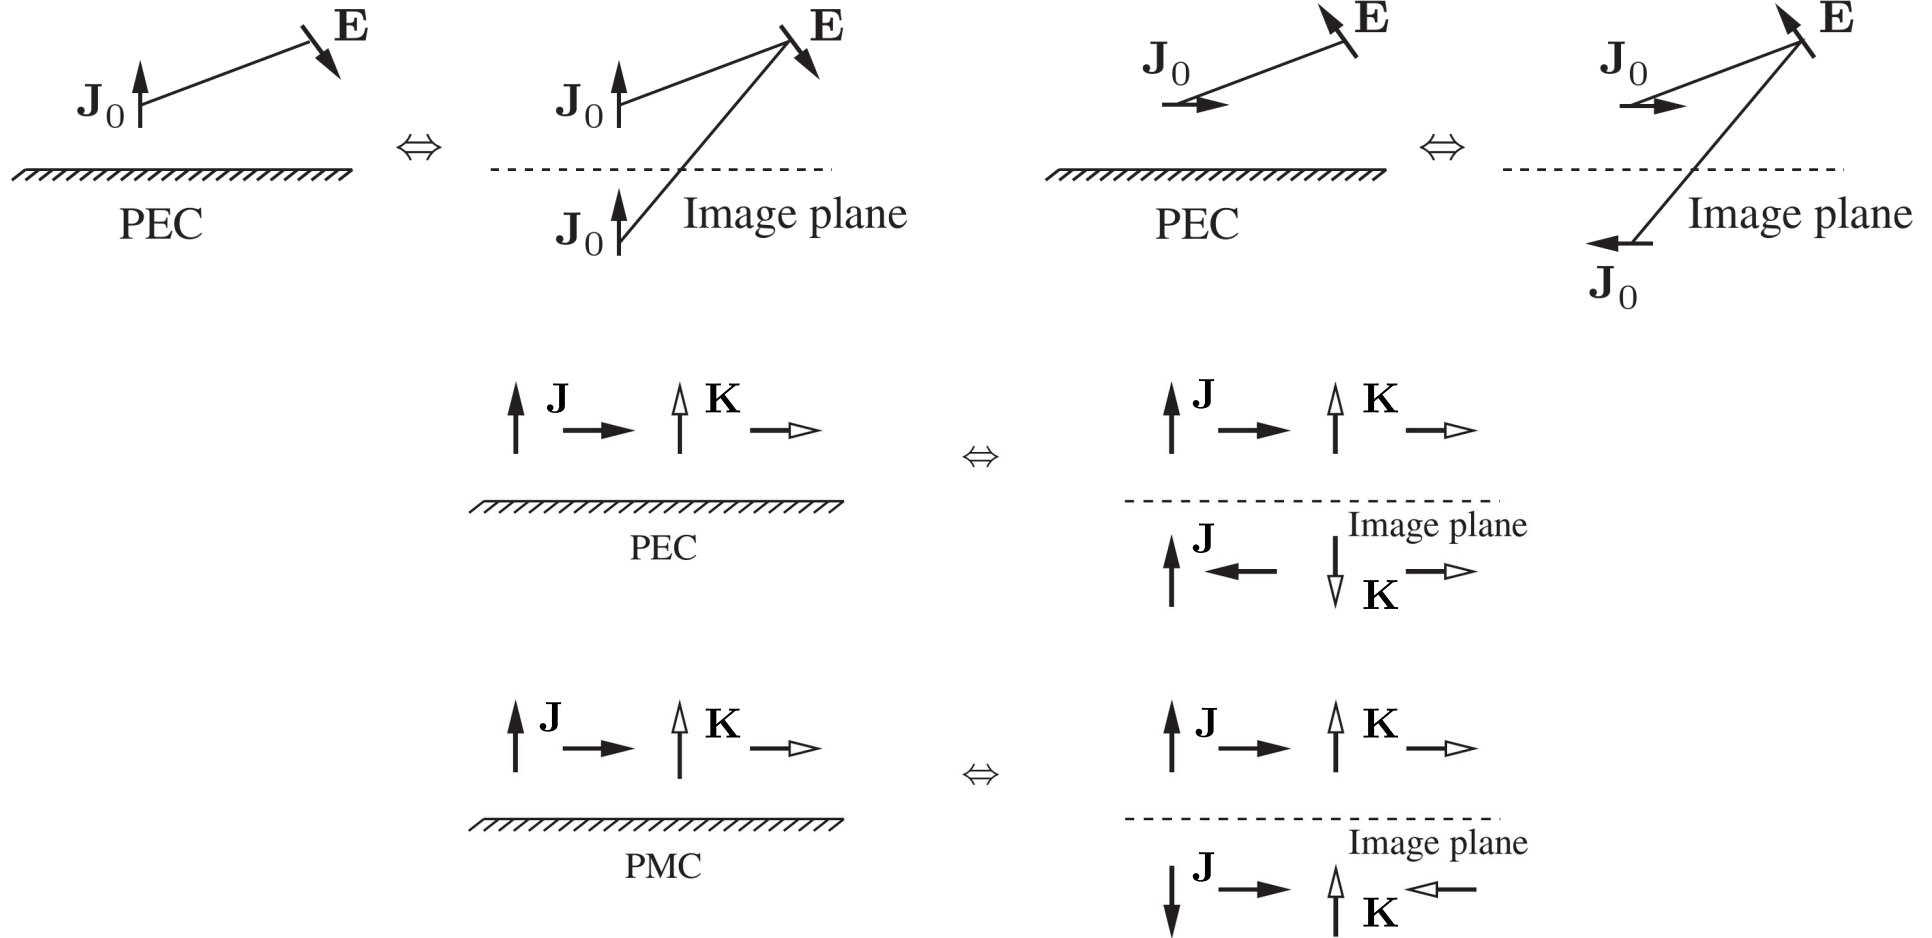 E
J₀
⇔
PEC
E
J₀
Image plane
J₀
E
J₀
⇔
PEC
E
J₀
Image plane
J₀
J K
⇔
J K
PEC
Image plane
J
K
J K
⇔
J K
PMC
Image plane
J
K